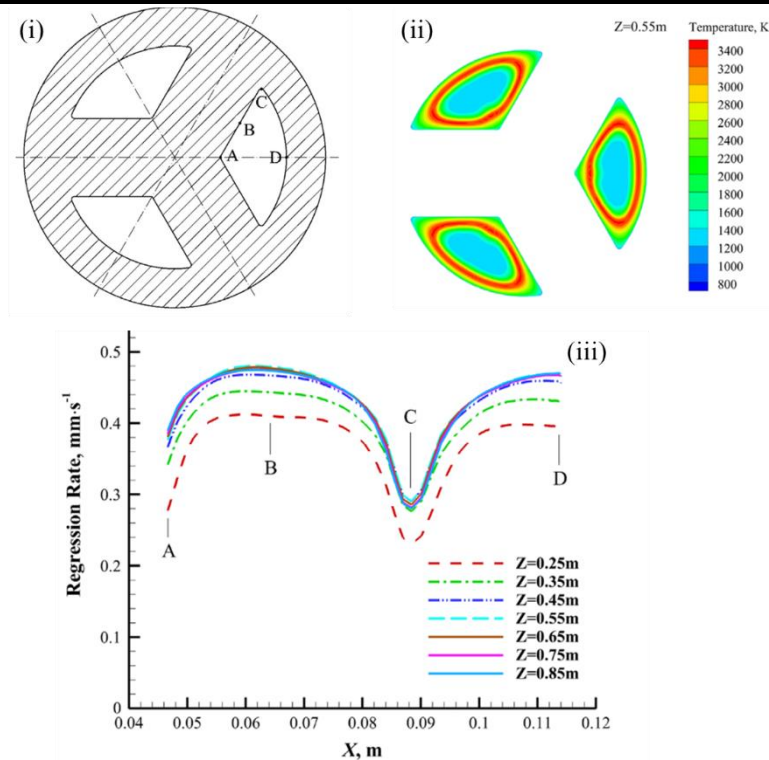 (i)
A
B
C
D
(ii)
Z=0.55m
Temperature, K
3400
3200
3000
2800
2600
2400
2200
2000
1800
1600
1400
1200
1000
800
(iii)
Regression Rate, mm·s⁻¹
0.5
0.4
0.3
0.2
0.1
0
A
B
C
D
Z=0.25m
Z=0.35m
Z=0.45m
Z=0.55m
Z=0.65m
Z=0.75m
Z=0.85m
0.04 0.05 0.06 0.07 0.08 0.09 0.1 0.11 0.12
X, m